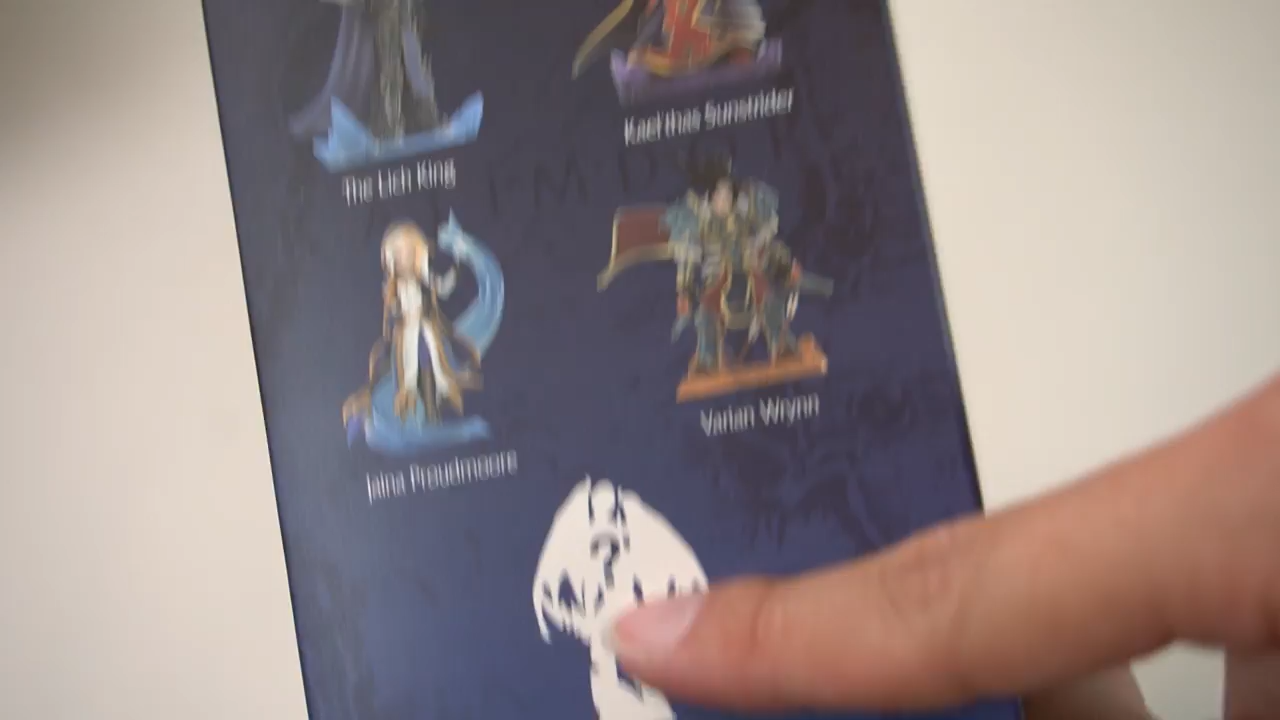 The Lich King
Kael'thas Sunstrider
Jaina Proudmoore
Varian Wrynn
?